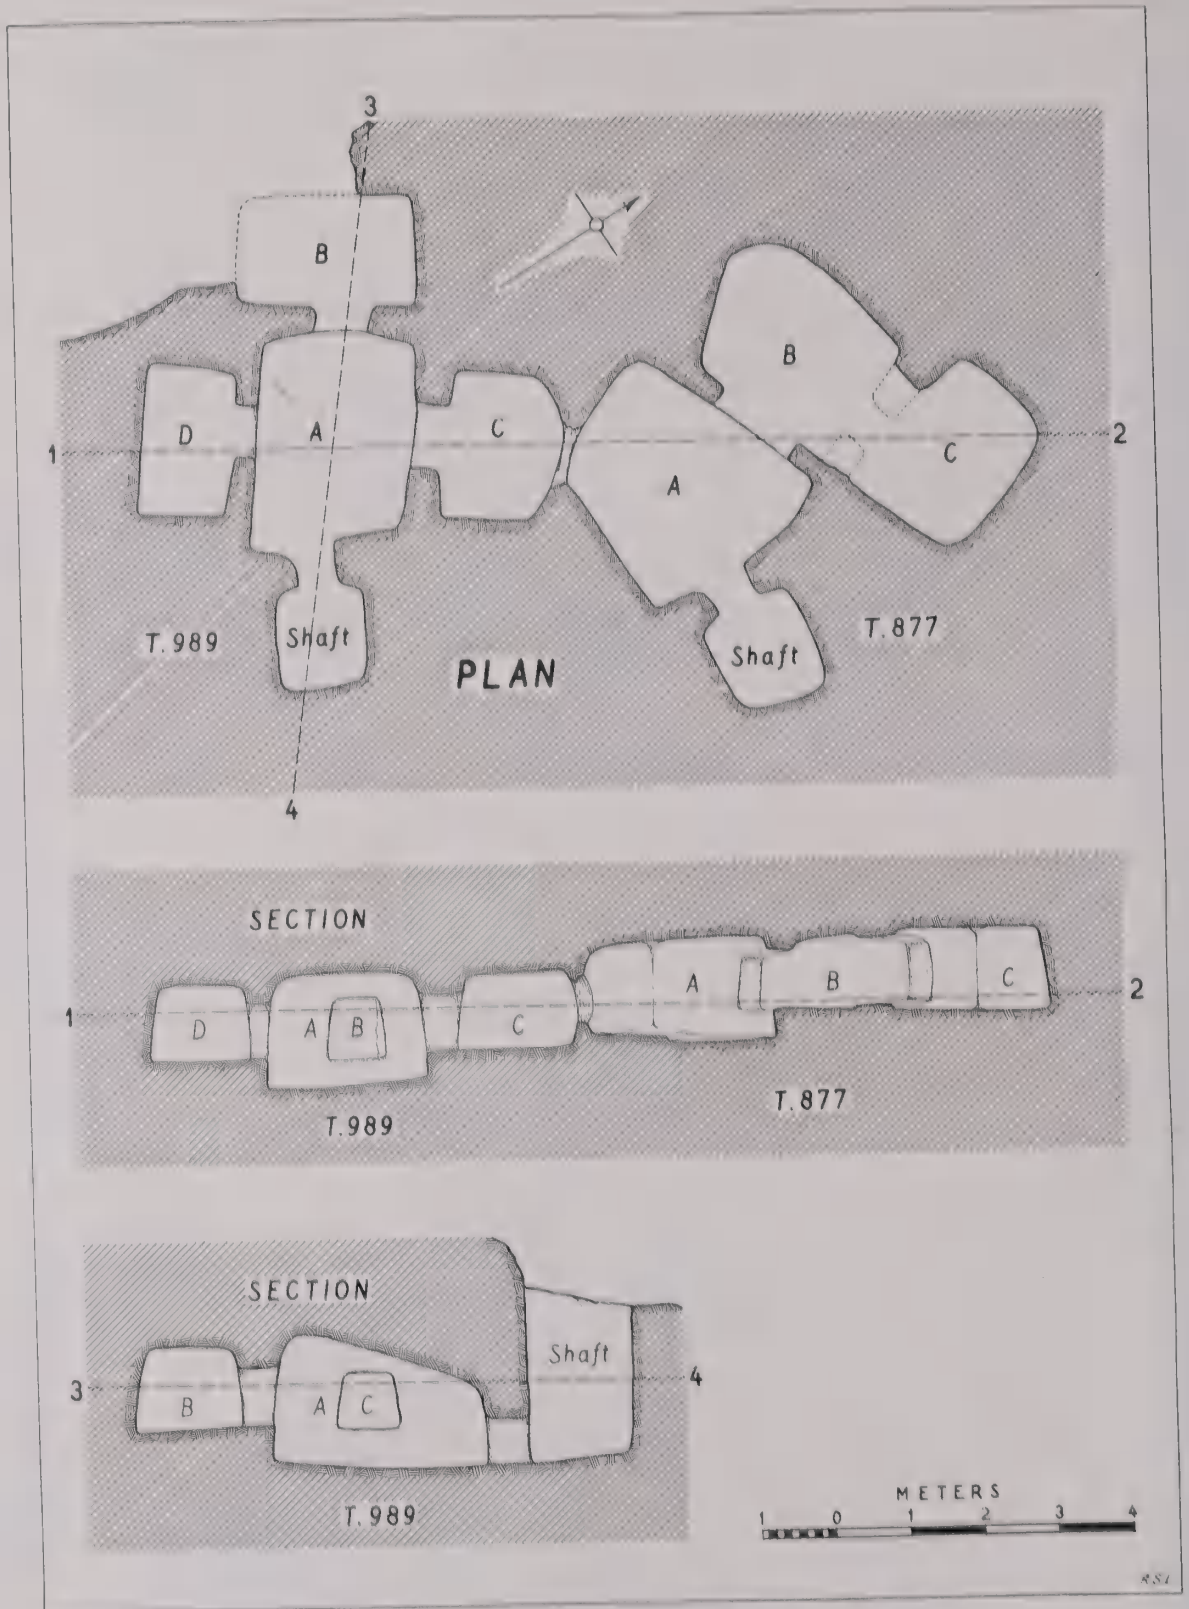 3
B
D
A
C
B
1
2
A
C
T.989
Shaft
T.877
PLAN
Shaft
4
SECTION
1
D
A
B
C
A
B
C
2
T.989
T.877
SECTION
Shaft
3
B
A
C
4
T.989
METERS
1 0 1 2 3 4